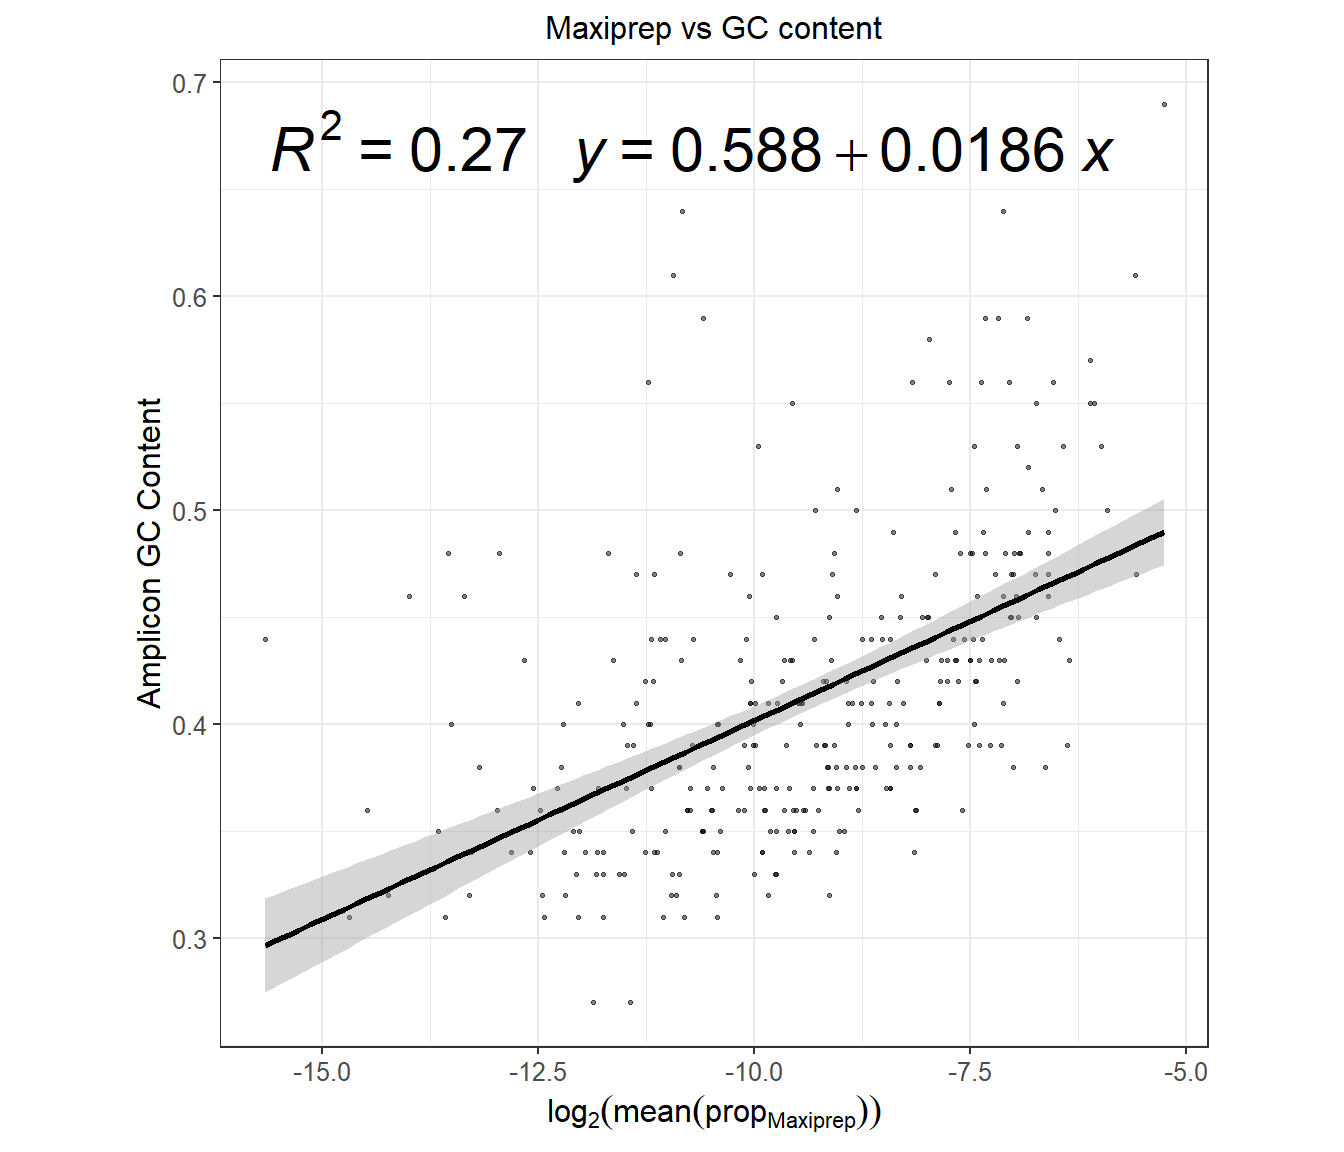 Maxiprep vs GC content
R² = 0.27 y = 0.588 + 0.0186 x
0.7
0.6
0.5
0.4
0.3
Amplicon GC Content
-15.0 -12.5 -10.0 -7.5 -5.0
log₂(mean(prop_Maxiprep))